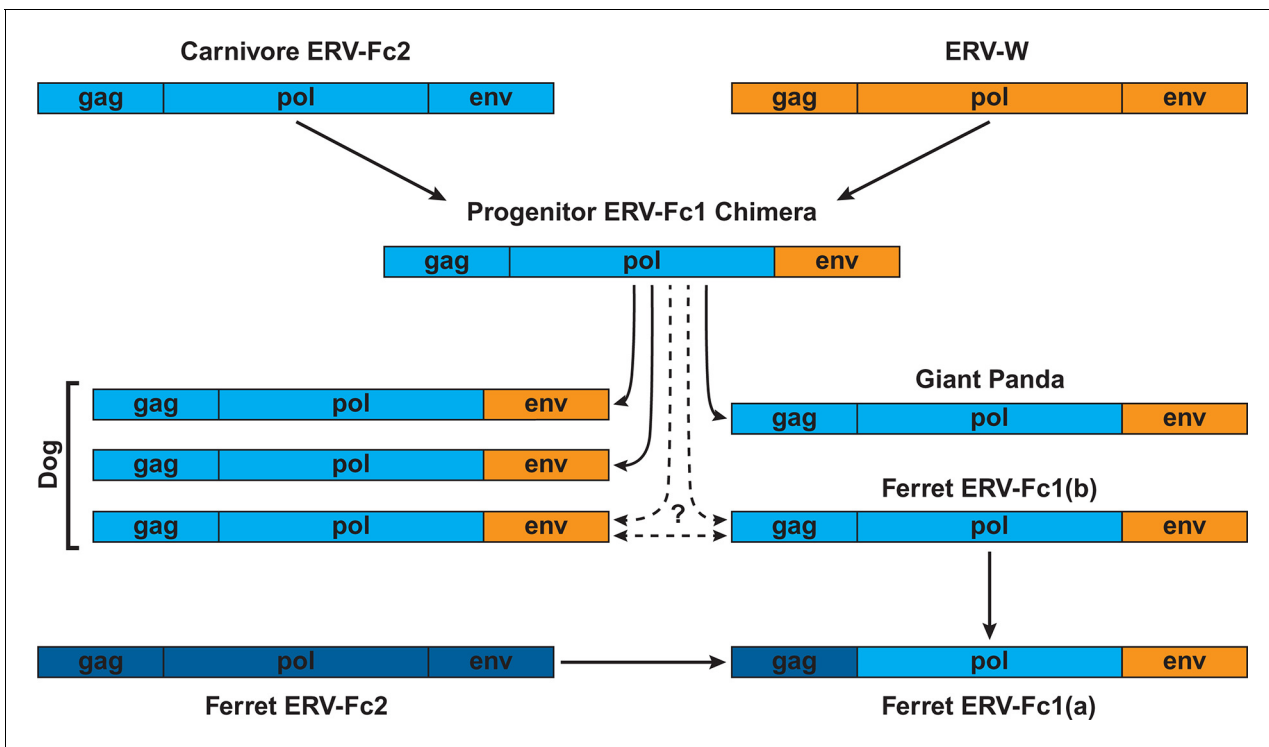 Carnivore ERV-Fc2
ERV-W
gag pol env
gag pol env
Progenitor ERV-Fc1 Chimera
gag pol env
Dog
gag pol env
gag pol env
gag pol env
?
Giant Panda
gag pol env
Ferret ERV-Fc1(b)
gag pol env
gag pol env
Ferret ERV-Fc2
gag pol env
Ferret ERV-Fc1(a)